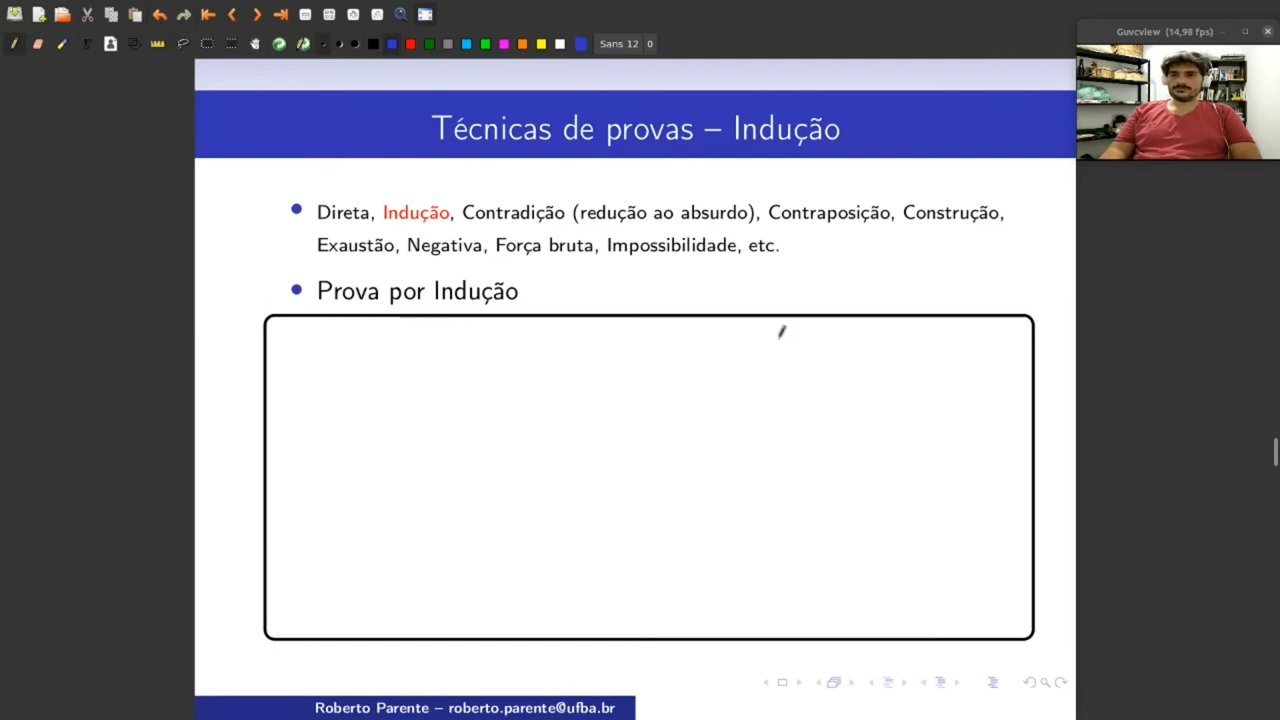 Guvcview (14,98 fps)
Sans 12 0
Técnicas de provas – Indução
Direta, Indução, Contradição (redução ao absurdo), Contraposição, Construção,
Exaustão, Negativa, Força bruta, Impossibilidade, etc.
Prova por Indução
Roberto Parente – roberto.parente@ufba.br